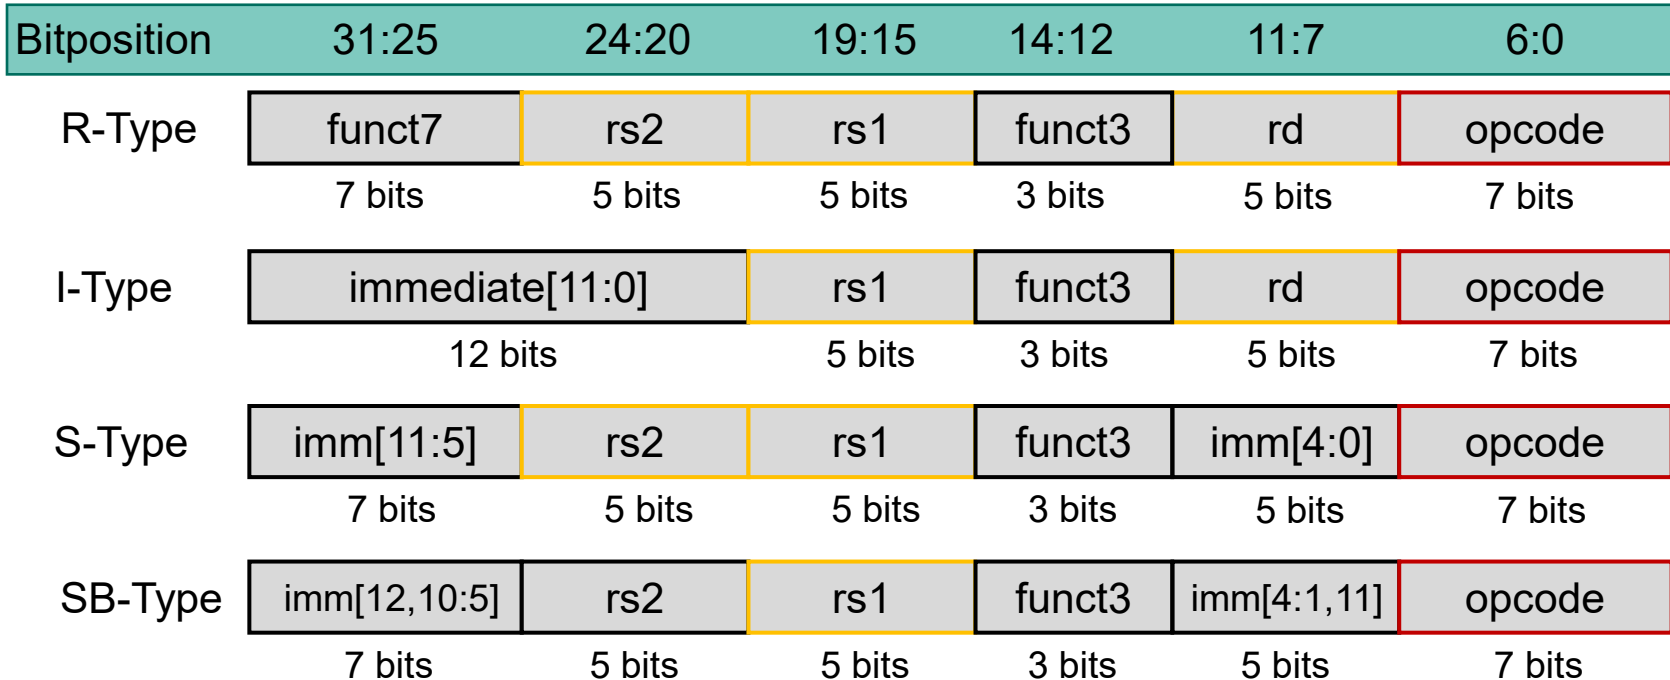 Bitposition 31:25 24:20 19:15 14:12 11:7 6:0
R-Type funct7 rs2 rs1 funct3 rd opcode
7 bits 5 bits 5 bits 3 bits 5 bits 7 bits
I-Type immediate[11:0] rs1 funct3 rd opcode
12 bits 5 bits 3 bits 5 bits 7 bits
S-Type imm[11:5] rs2 rs1 funct3 imm[4:0] opcode
7 bits 5 bits 5 bits 3 bits 5 bits 7 bits
SB-Type imm[12,10:5] rs2 rs1 funct3 imm[4:1,11] opcode
7 bits 5 bits 5 bits 3 bits 5 bits 7 bits